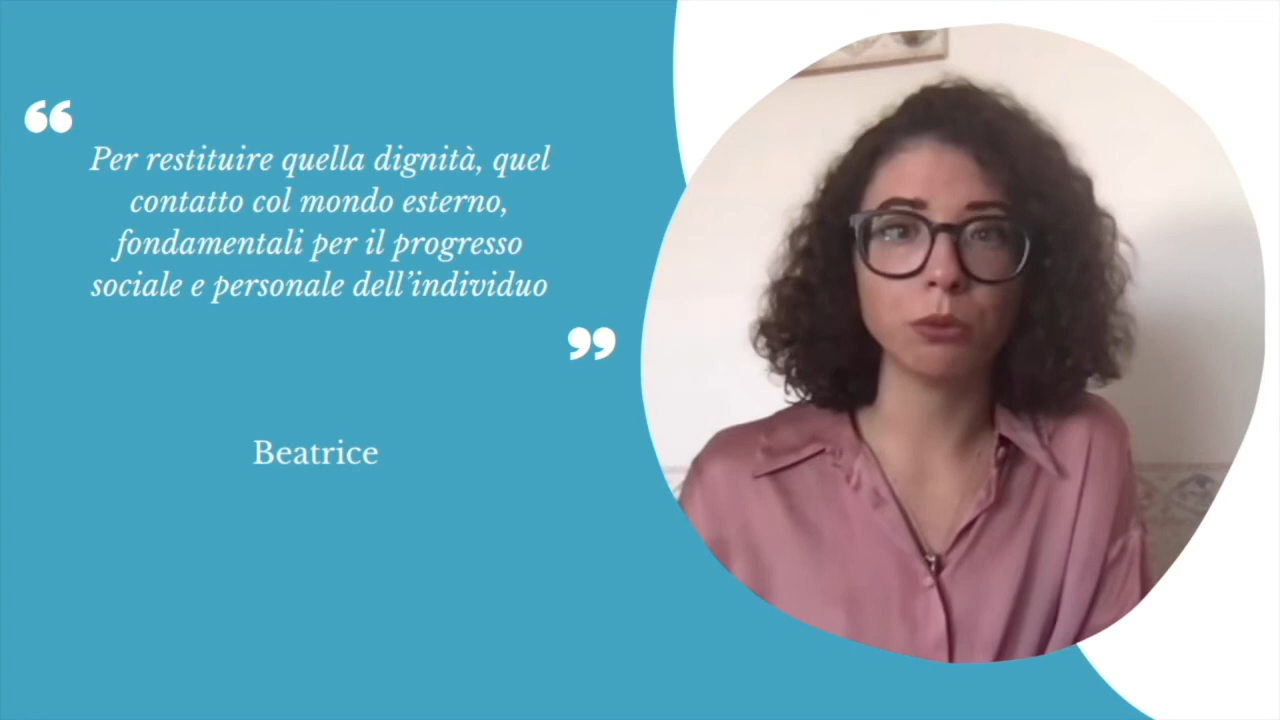 “
Per restituire quella dignità, quel
contatto col mondo esterno,
fondamentali per il progresso
sociale e personale dell’individuo
”
Beatrice